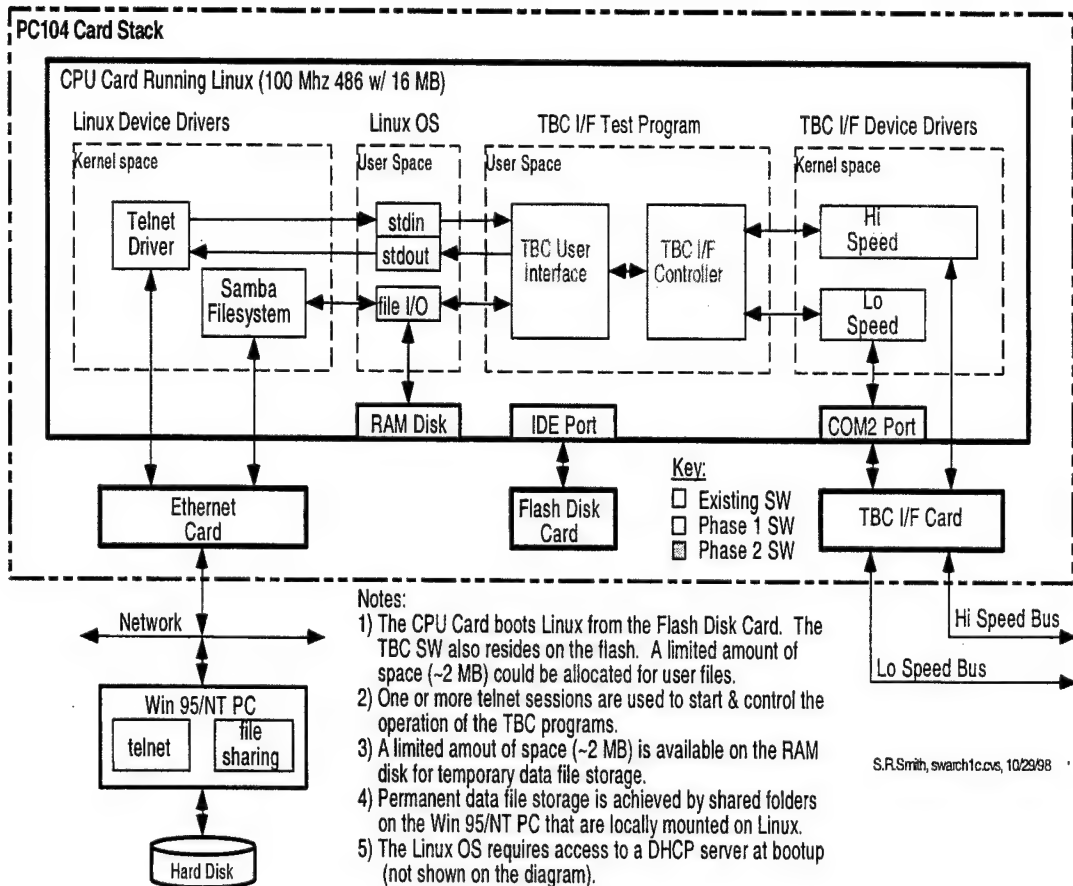 PC104 Card Stack
CPU Card Running Linux (100 Mhz 486 w/ 16 MB)
Linux Device Drivers
Linux OS
TBC I/F Test Program
TBC I/F Device Drivers
Kernel space
User Space
User Space
Kernel space
Telnet
Driver
stdin
stdout
TBC User
Interface
TBC I/F
Controller
Hi
Speed
Samba
Filesystem
file I/O
Lo
Speed
RAM Disk
IDE Port
COM2 Port
Ethernet
Card
Flash Disk
Card
Key:
Existing SW
Phase 1 SW
Phase 2 SW
TBC I/F Card
Network
Hi Speed Bus
Lo Speed Bus
Win 95/NT PC
telnet
file
sharing
Hard Disk
Notes:
1) The CPU Card boots Linux from the Flash Disk Card. The
TBC SW also resides on the flash. A limited amount of
space (~2 MB) could be allocated for user files.
2) One or more telnet sessions are used to start & control the
operation of the TBC programs.
3) A limited amout of space (~2 MB) is available on the RAM
disk for temporary data file storage.
4) Permanent data file storage is achieved by shared folders
on the Win 95/NT PC that are locally mounted on Linux.
5) The Linux OS requires access to a DHCP server at bootup
(not shown on the diagram).
S.R.Smith, swarch1c.cvs, 10/29/98